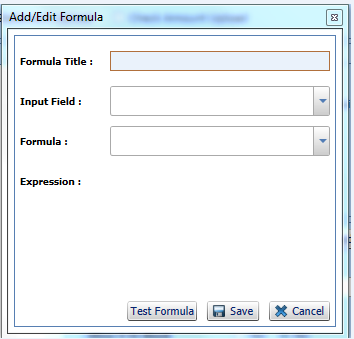 Add/Edit Formula
Formula Title :
Input Field :
Formula :
Expression :
Test Formula Save Cancel